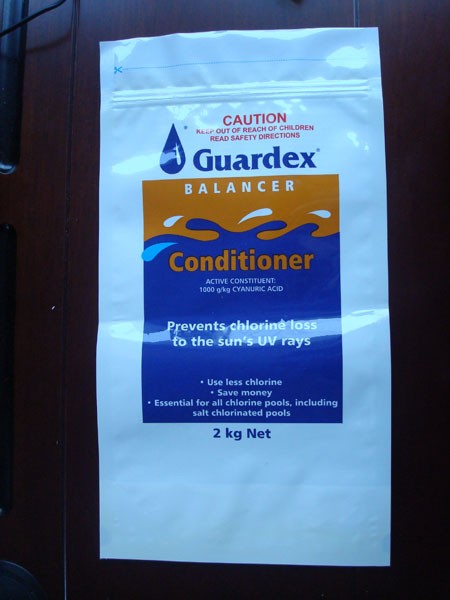 CAUTION
KEEP OUT OF REACH OF CHILDREN
READ SAFETY DIRECTIONS
Guardex®
BALANCER
Conditioner
ACTIVE CONSTITUENT:
1000 g/kg CYANURIC ACID
Prevents chlorine loss
to the sun's UV rays
• Use less chlorine
• Save money
• Essential for all chlorine pools, including
salt chlorinated pools
2 kg Net